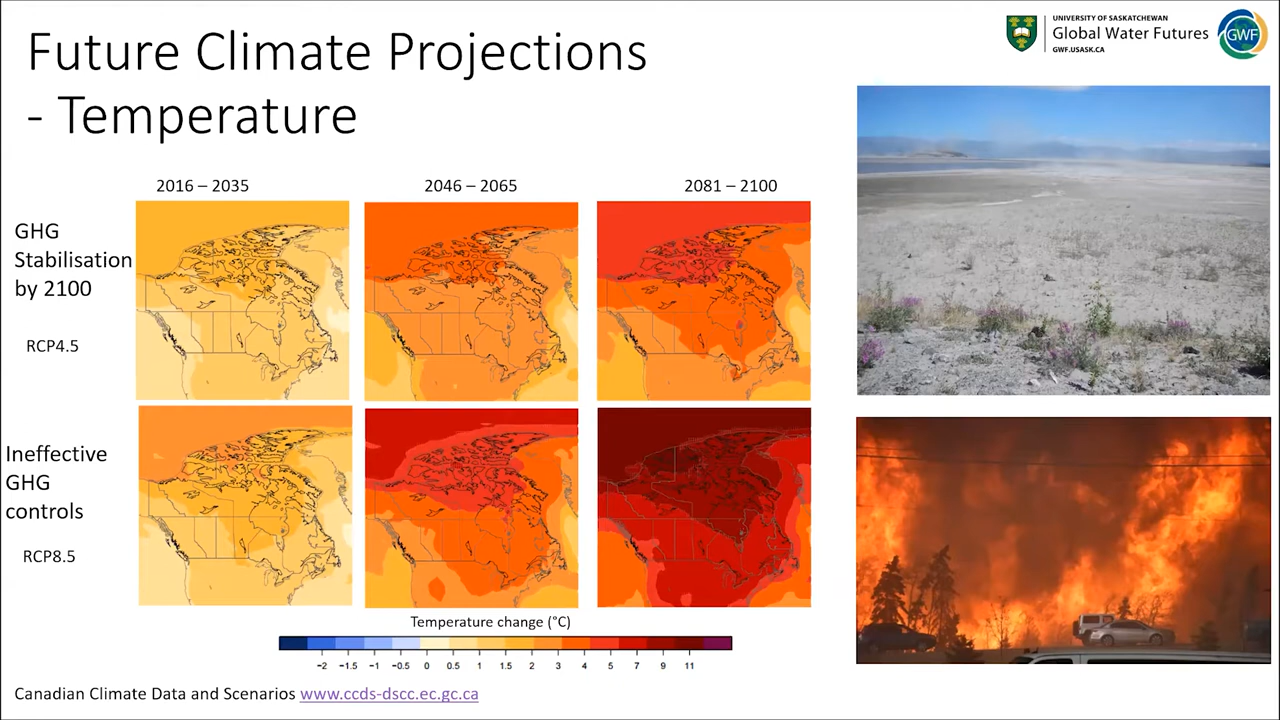 Future Climate Projections
- Temperature
UNIVERSITY OF SASKATCHEWAN
Global Water Futures
GWF.USASK.CA
GWF
2016 – 2035
2046 – 2065
2081 – 2100
GHG
Stabilisation
by 2100
RCP4.5
Ineffective
GHG
controls
RCP8.5
Temperature change (°C)
−2 −1.5 −1 −0.5 0 0.5 1 1.5 2 3 4 5 7 9 11
Canadian Climate Data and Scenarios www.ccds-dscc.ec.gc.ca